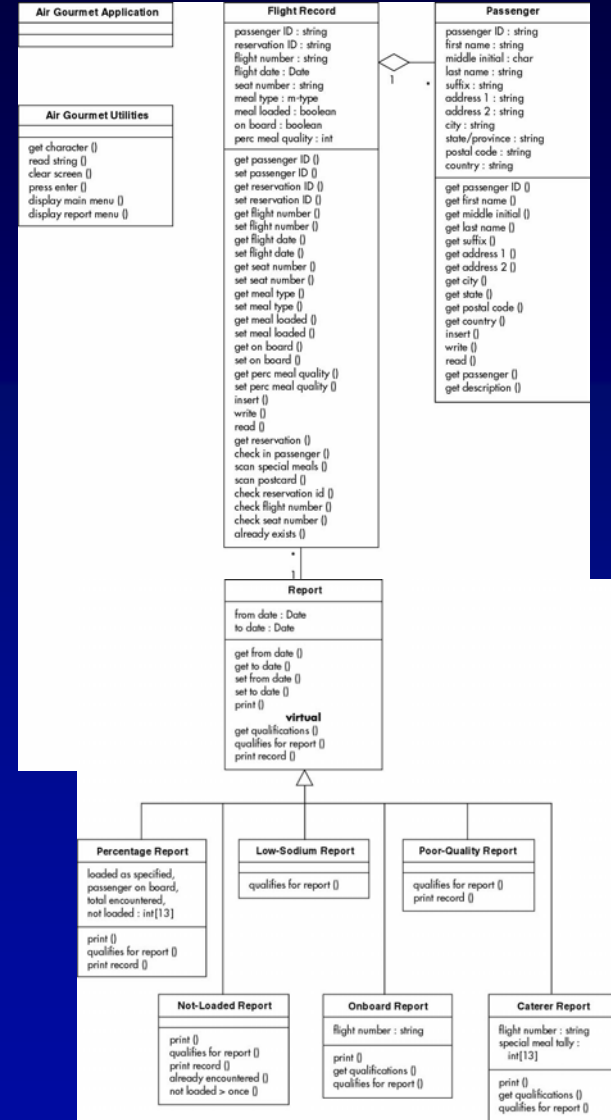 Air Gourmet Application
Air Gourmet Utilities
get character ()
read string ()
clear screen ()
press enter ()
display main menu ()
display report menu ()
Flight Record
passenger ID : string
reservation ID : string
flight number : string
flight date : Date
seat number : string
meal type : m-type
meal loaded : boolean
on board : boolean
perc meal quality : int
get passenger ID ()
set passenger ID ()
get reservation ID ()
set reservation ID ()
get flight number ()
set flight number ()
get flight date ()
set flight date ()
get seat number ()
set seat number ()
get meal type ()
set meal type ()
get meal loaded ()
set meal loaded ()
get on board ()
set on board ()
get perc meal quality ()
set perc meal quality ()
insert ()
write ()
read ()
get reservation ()
check in passenger ()
scan special meals ()
scan postcard ()
check reservation id ()
check flight number ()
check seat number ()
already exists ()
1
*
Passenger
passenger ID : string
first name : string
middle initial : char
last name : string
suffix : string
address 1 : string
address 2 : string
city : string
state/province : string
postal code : string
country : string
get passenger ID ()
get first name ()
get middle initial ()
get last name ()
get suffix ()
get address 1 ()
get address 2 ()
get city ()
get state ()
get postal code ()
get country ()
insert ()
write ()
read ()
get passenger ()
get description ()
*
1
Report
from date : Date
to date : Date
get from date ()
get to date ()
set from date ()
set to date ()
print ()
virtual
get qualifications ()
qualifies for report ()
print record ()
Percentage Report
loaded as specified,
passenger on board,
total encountered,
not loaded : int[13]
print ()
qualifies for report ()
print record ()
Low-Sodium Report
qualifies for report ()
Poor-Quality Report
qualifies for report ()
print record ()
Not-Loaded Report
print ()
qualifies for report ()
print record ()
already encountered ()
not loaded > once ()
Onboard Report
flight number : string
print ()
get qualifications ()
qualifies for report ()
Caterer Report
flight number : string
special meal tally :
int[13]
print ()
get qualifications ()
qualifies for report ()